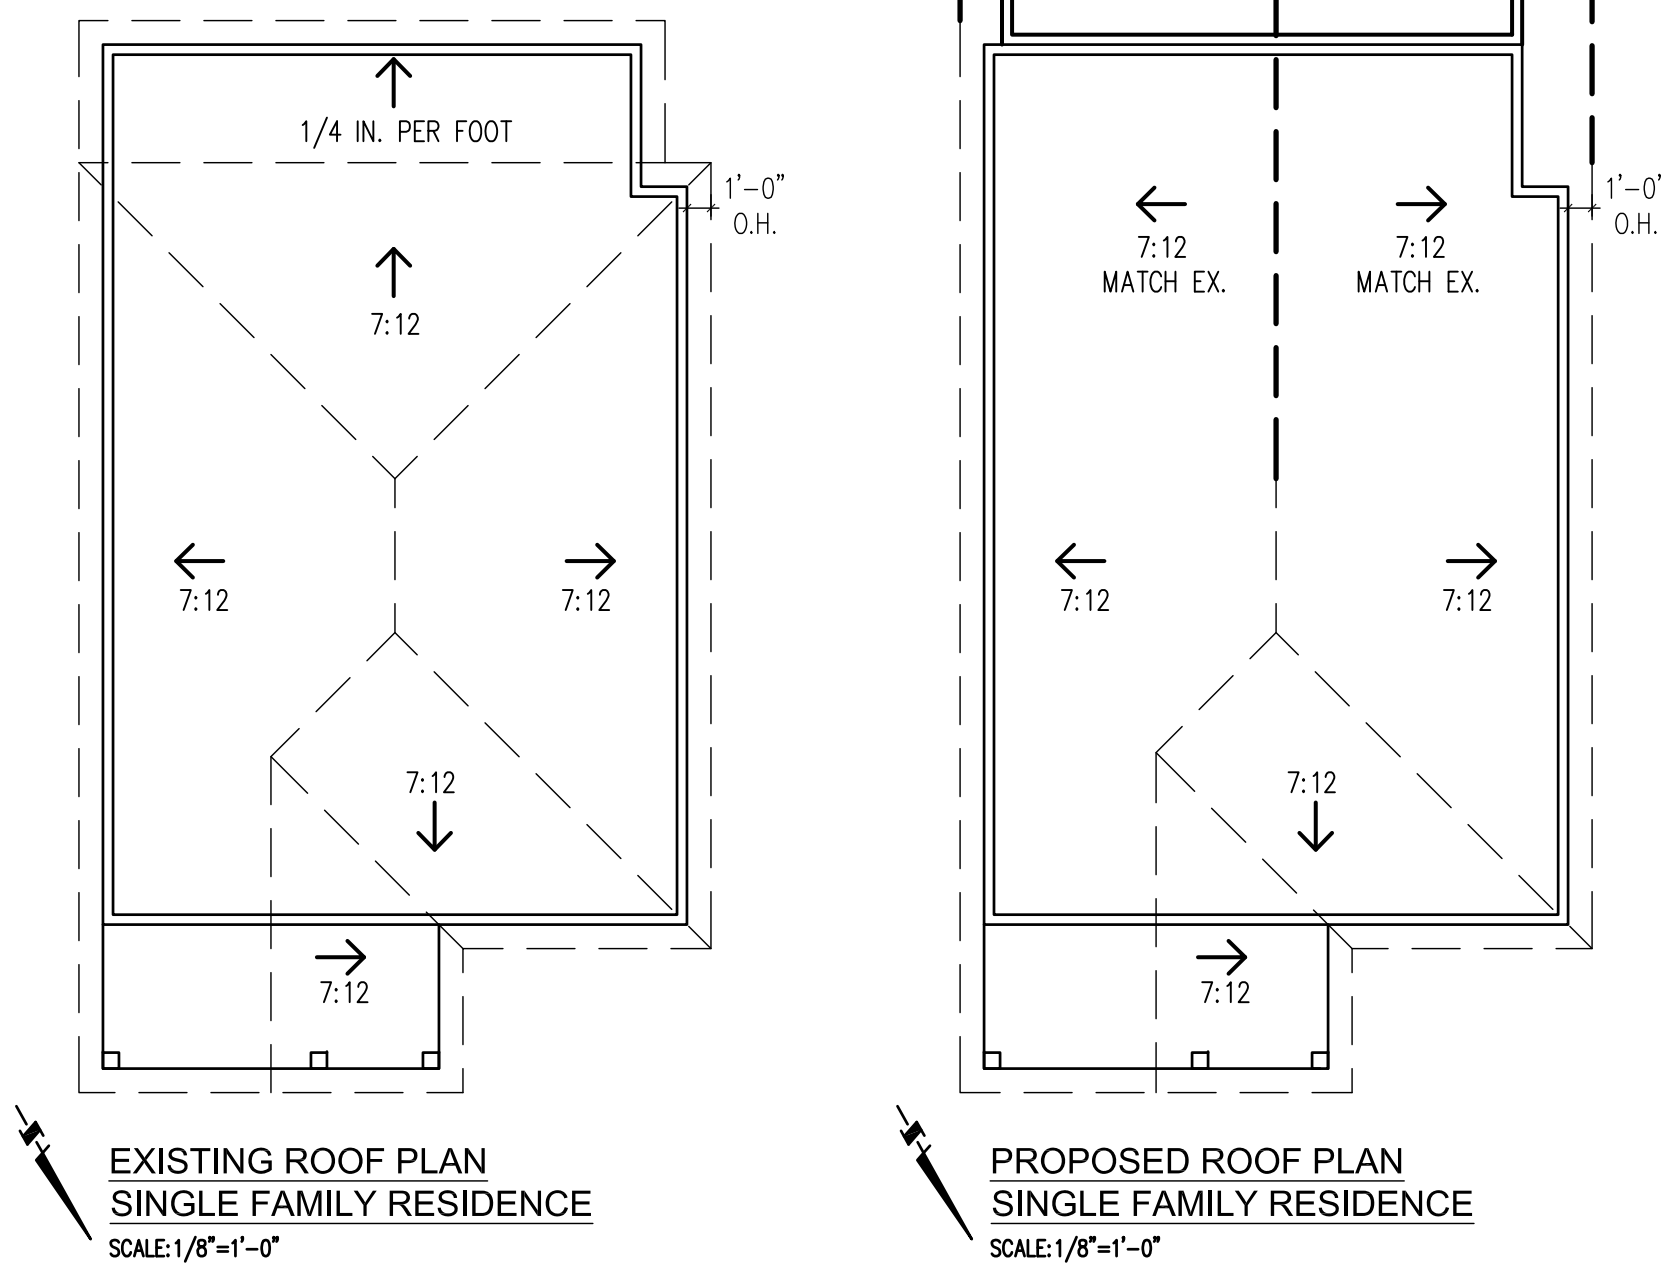 1/4 IN. PER FOOT
1'-0"
O.H.
7:12
7:12
7:12
7:12
7:12
EXISTING ROOF PLAN
SINGLE FAMILY RESIDENCE
SCALE:1/8"=1'-0"
1'-0'
O.H.
7:12
MATCH EX.
7:12
MATCH EX.
7:12
7:12
7:12
7:12
PROPOSED ROOF PLAN
SINGLE FAMILY RESIDENCE
SCALE:1/8"=1'-0"